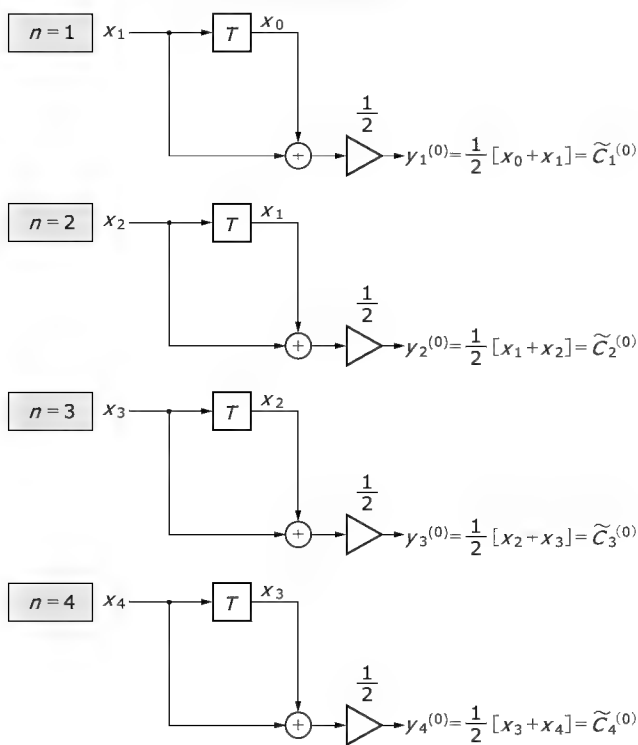 n = 1 x₁ T x₀
1/2
+ y₁⁽⁰⁾ = 1/2 [x₀ + x₁] = C̃₁⁽⁰⁾
n = 2 x₂ T x₁
1/2
+ y₂⁽⁰⁾ = 1/2 [x₁ + x₂] = C̃₂⁽⁰⁾
n = 3 x₃ T x₂
1/2
+ y₃⁽⁰⁾ = 1/2 [x₂ + x₃] = C̃₃⁽⁰⁾
n = 4 x₄ T x₃
1/2
+ y₄⁽⁰⁾ = 1/2 [x₃ + x₄] = C̃₄⁽⁰⁾